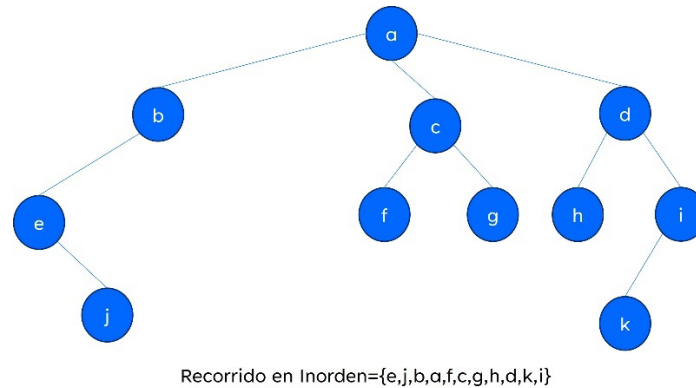 a
b
c
d
e
f
g
h
i
j
k
Recorrido en Inorden={e,j,b,a,f,c,g,h,d,k,i}